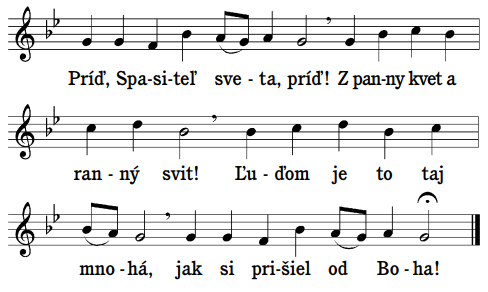 Príď, Spa-si-teľ sve-ta, príď! Z pan-ny kvet a
ran-ný svit! Ľu-ďom je to taj
mno-há, jak si pri-šiel od Bo-ha!